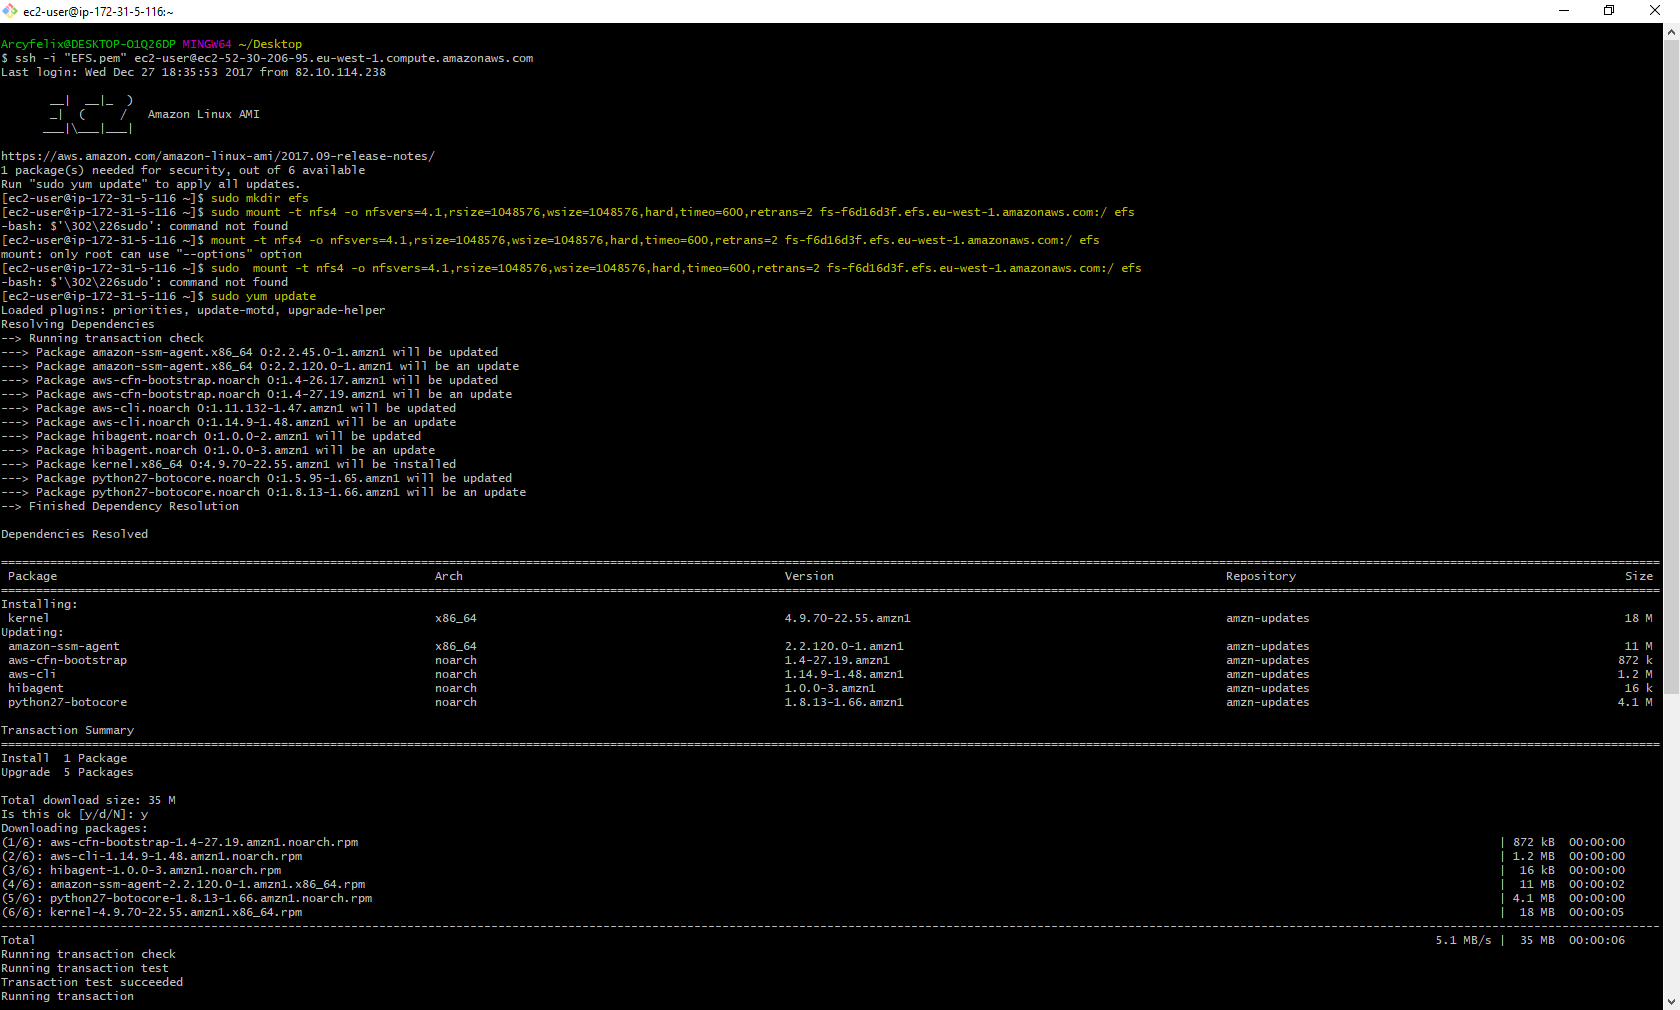 ec2-user@ip-172-31-5-116:~
Arcyfelix@DESKTOP-O1Q26DP MINGW64 ~/Desktop
$ ssh -i "EFS.pem" ec2-user@ec2-52-30-206-95.eu-west-1.compute.amazonaws.com
Last login: Wed Dec 27 18:35:53 2017 from 82.10.114.238
       __|  __|_  )
       _|  (     /   Amazon Linux AMI
      ___|\___|___|
https://aws.amazon.com/amazon-linux-ami/2017.09-release-notes/
1 package(s) needed for security, out of 6 available
Run "sudo yum update" to apply all updates.
[ec2-user@ip-172-31-5-116 ~]$ sudo mkdir efs
[ec2-user@ip-172-31-5-116 ~]$ sudo mount -t nfs4 -o nfsvers=4.1,rsize=1048576,wsize=1048576,hard,timeo=600,retrans=2 fs-f6d16d3f.efs.eu-west-1.amazonaws.com:/ efs
-bash: $'\302\226sudo': command not found
[ec2-user@ip-172-31-5-116 ~]$ mount -t nfs4 -o nfsvers=4.1,rsize=1048576,wsize=1048576,hard,timeo=600,retrans=2 fs-f6d16d3f.efs.eu-west-1.amazonaws.com:/ efs
mount: only root can use "--options" option
[ec2-user@ip-172-31-5-116 ~]$ sudo  mount -t nfs4 -o nfsvers=4.1,rsize=1048576,wsize=1048576,hard,timeo=600,retrans=2 fs-f6d16d3f.efs.eu-west-1.amazonaws.com:/ efs
-bash: $'\302\226sudo': command not found
[ec2-user@ip-172-31-5-116 ~]$ sudo yum update
Loaded plugins: priorities, update-motd, upgrade-helper
Resolving Dependencies
--> Running transaction check
---> Package amazon-ssm-agent.x86_64 0:2.2.45.0-1.amzn1 will be updated
---> Package amazon-ssm-agent.x86_64 0:2.2.120.0-1.amzn1 will be an update
---> Package aws-cfn-bootstrap.noarch 0:1.4-26.17.amzn1 will be updated
---> Package aws-cfn-bootstrap.noarch 0:1.4-27.19.amzn1 will be an update
---> Package aws-cli.noarch 0:1.11.132-1.47.amzn1 will be updated
---> Package aws-cli.noarch 0:1.14.9-1.48.amzn1 will be an update
---> Package hibagent.noarch 0:1.0.0-2.amzn1 will be updated
---> Package hibagent.noarch 0:1.0.0-3.amzn1 will be an update
---> Package kernel.x86_64 0:4.9.70-22.55.amzn1 will be installed
---> Package python27-botocore.noarch 0:1.5.95-1.65.amzn1 will be updated
---> Package python27-botocore.noarch 0:1.8.13-1.66.amzn1 will be an update
--> Finished Dependency Resolution
Dependencies Resolved
Package Arch Version Repository Size
Installing:
kernel x86_64 4.9.70-22.55.amzn1 amzn-updates 18 M
Updating:
amazon-ssm-agent x86_64 2.2.120.0-1.amzn1 amzn-updates 11 M
aws-cfn-bootstrap noarch 1.4-27.19.amzn1 amzn-updates 872 k
aws-cli noarch 1.14.9-1.48.amzn1 amzn-updates 1.2 M
hibagent noarch 1.0.0-3.amzn1 amzn-updates 16 k
python27-botocore noarch 1.8.13-1.66.amzn1 amzn-updates 4.1 M
Transaction Summary
Install  1 Package
Upgrade  5 Packages
Total download size: 35 M
Is this ok [y/d/N]: y
Downloading packages:
(1/6): aws-cfn-bootstrap-1.4-27.19.amzn1.noarch.rpm | 872 kB  00:00:00
(2/6): aws-cli-1.14.9-1.48.amzn1.noarch.rpm | 1.2 MB  00:00:00
(3/6): hibagent-1.0.0-3.amzn1.noarch.rpm |  16 kB  00:00:00
(4/6): amazon-ssm-agent-2.2.120.0-1.amzn1.x86_64.rpm |  11 MB  00:00:02
(5/6): python27-botocore-1.8.13-1.66.amzn1.noarch.rpm | 4.1 MB  00:00:00
(6/6): kernel-4.9.70-22.55.amzn1.x86_64.rpm |  18 MB  00:00:05
Total 5.1 MB/s |  35 MB  00:00:06
Running transaction check
Running transaction test
Transaction test succeeded
Running transaction